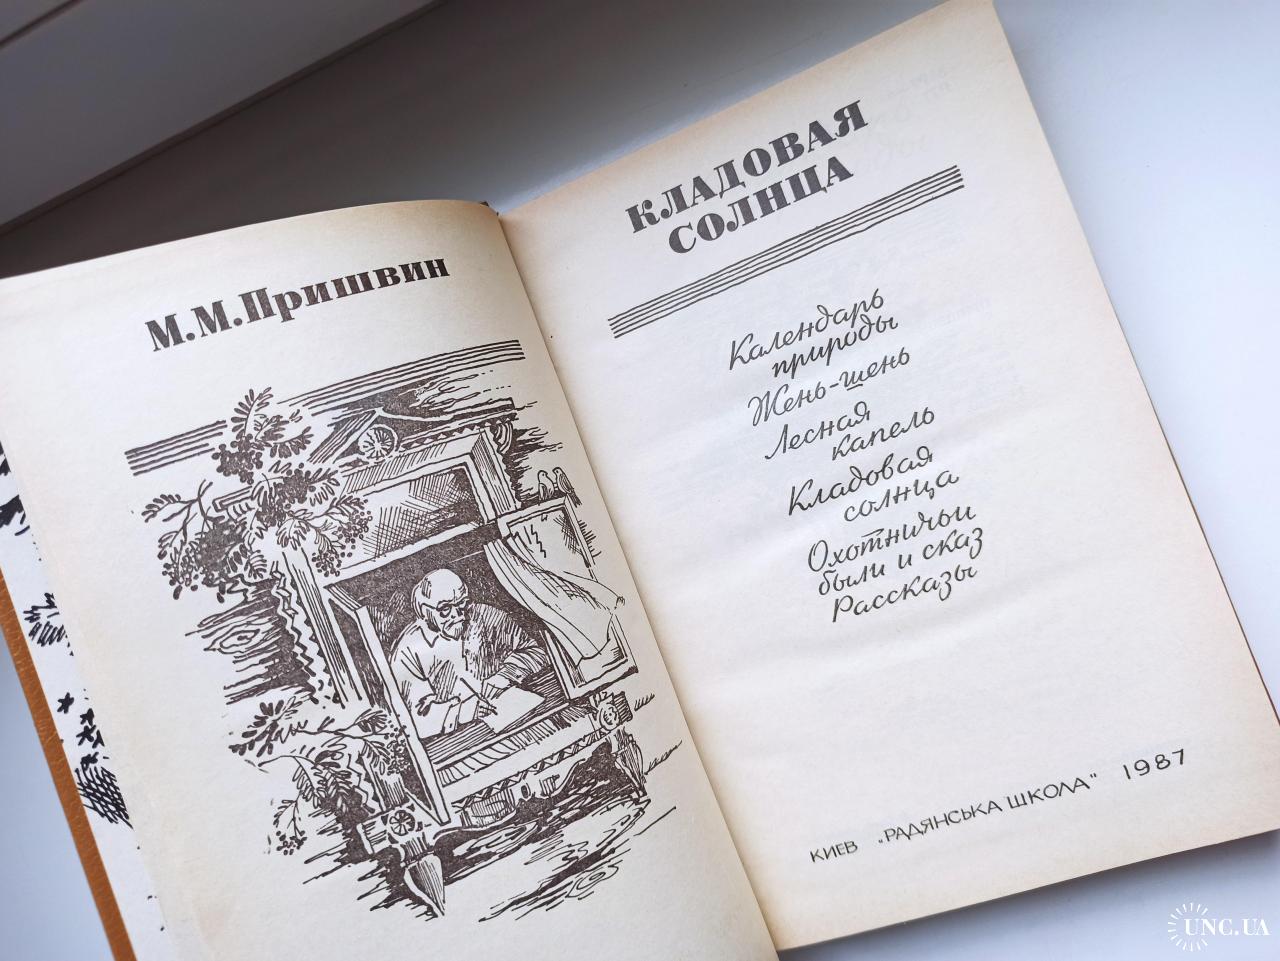 М.М.Пришвин
КЛАДОВАЯ
СОЛНЦА
Календарь
природы
Жень-шень
Лесная
капель
Кладовая
солнца
Охотничьи
были и сказ
Рассказы
КИЕВ „РАДЯНСЬКА ШКОЛА" 1987
UNC.UA